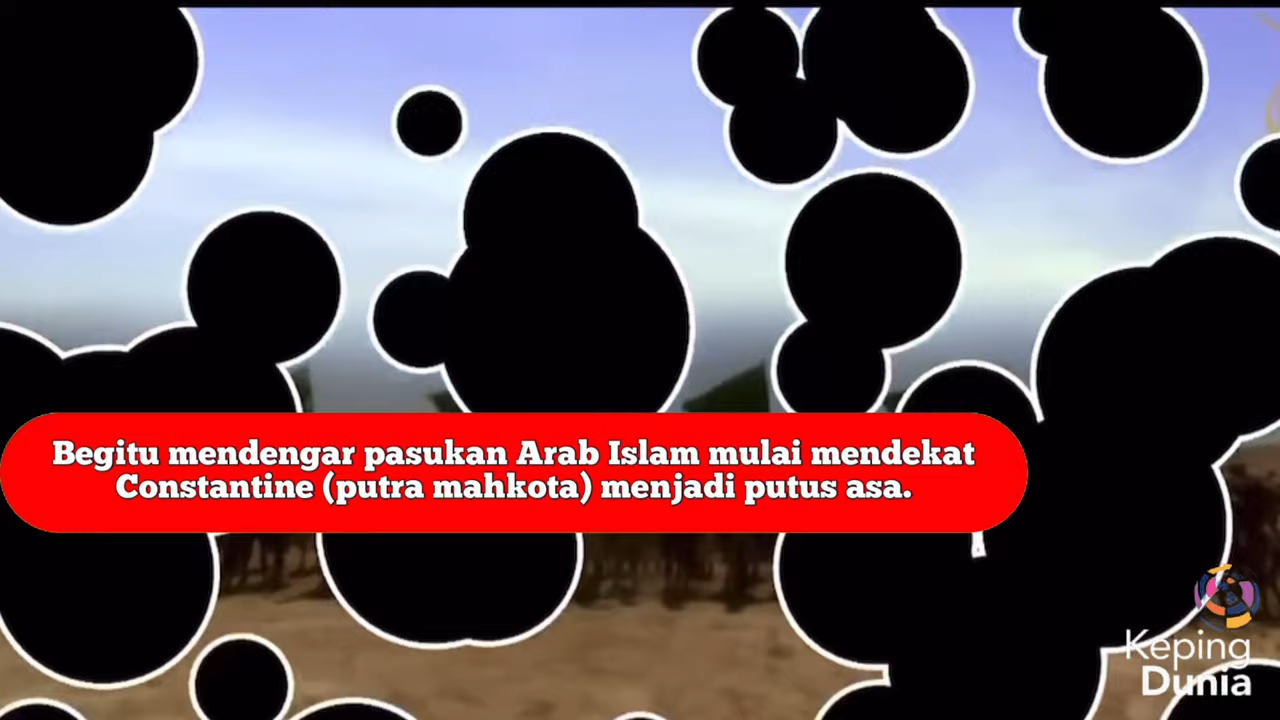 Begitu mendengar pasukan Arab Islam mulai mendekat
Constantine (putra mahkota) menjadi putus asa.
Keping
Dunia